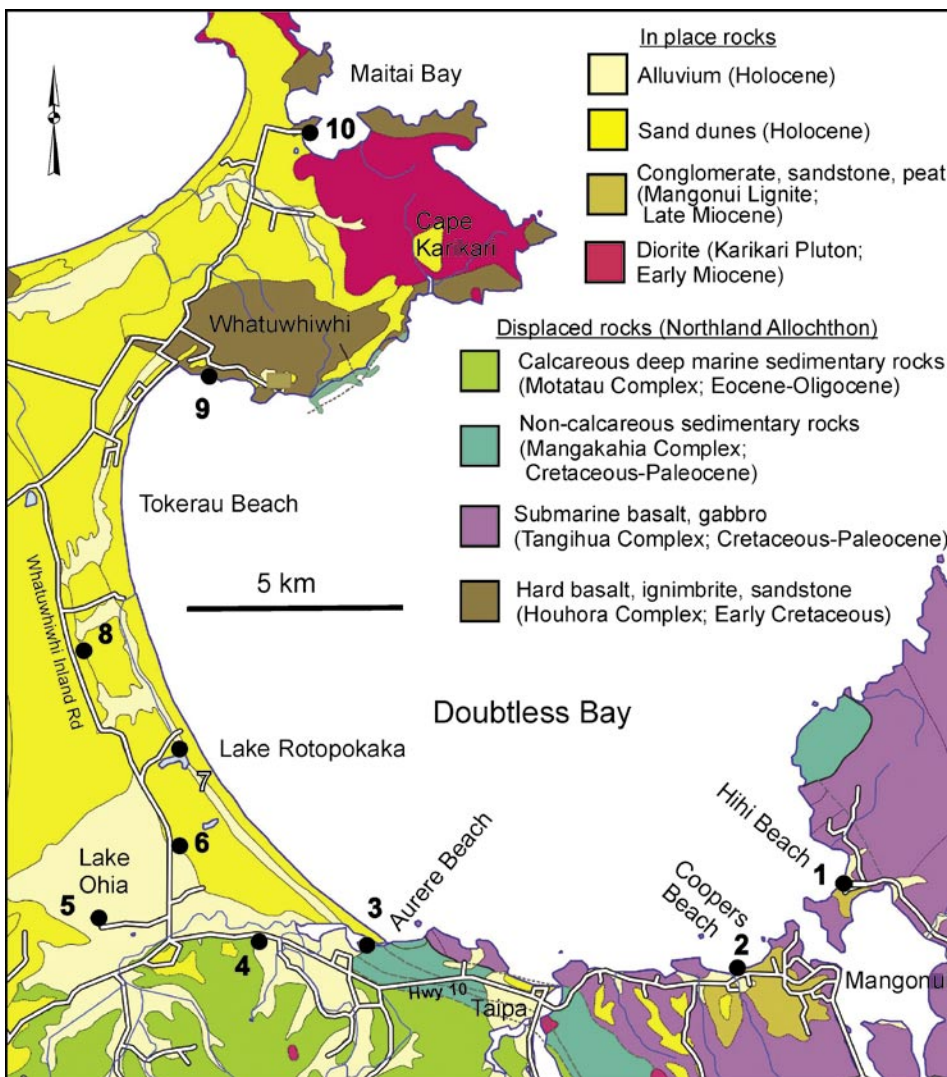 In place rocks
Alluvium (Holocene)
Sand dunes (Holocene)
Conglomerate, sandstone, peat
(Mangonui Lignite;
Late Miocene)
Diorite (Karikari Pluton;
Early Miocene)
Displaced rocks (Northland Allochthon)
Calcareous deep marine sedimentary rocks
(Motatau Complex; Eocene-Oligocene)
Non-calcareous sedimentary rocks
(Mangakahia Complex;
Cretaceous-Paleocene)
Submarine basalt, gabbro
(Tangihua Complex; Cretaceous-Paleocene)
Hard basalt, ignimbrite, sandstone
(Houhora Complex; Early Cretaceous)
Maitai Bay
10
Cape
Karikari
Whatuwhiwhi
9
Tokerau Beach
5 km
8
Whatuwhiwhi Inland Rd
Doubtless Bay
Lake Rotopokaka
7
6
Lake
Ohia
5
4
3
Aurere Beach
Hwy 10
Taipa
Coopers
Beach
2
Hihi Beach
1
Mangonui